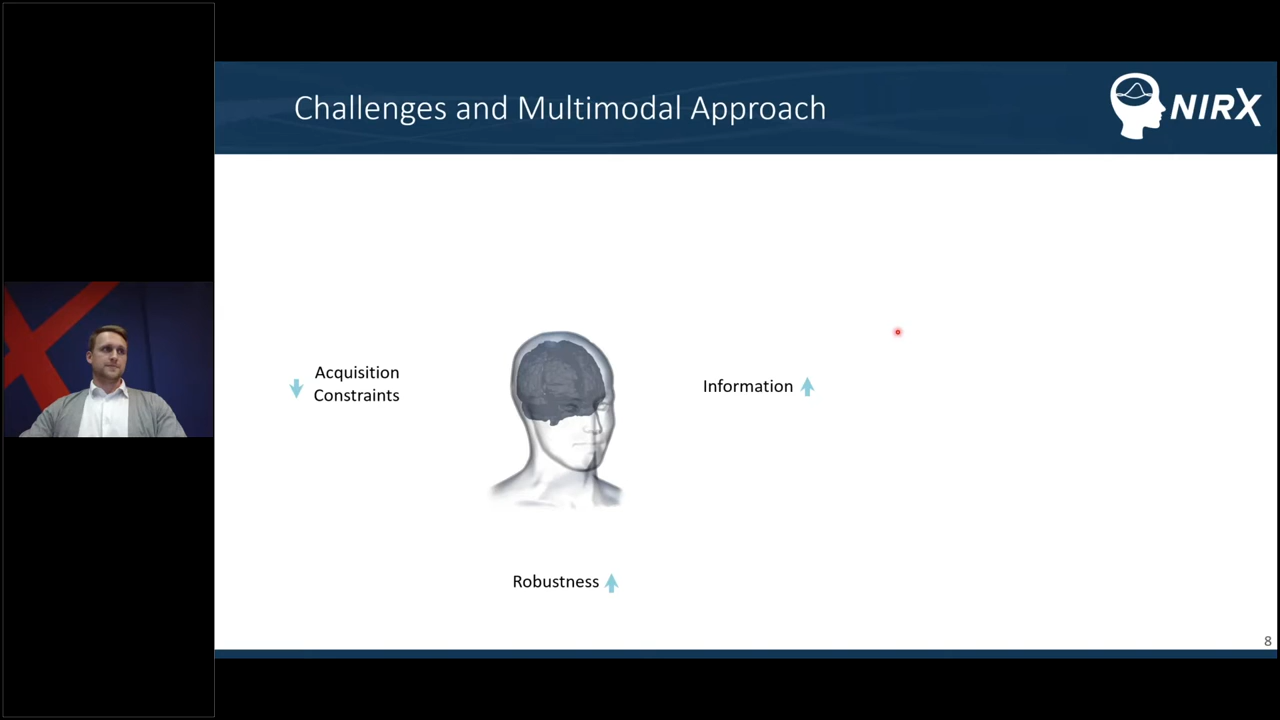 Challenges and Multimodal Approach
NIRX
Acquisition
Constraints
Information
Robustness
8